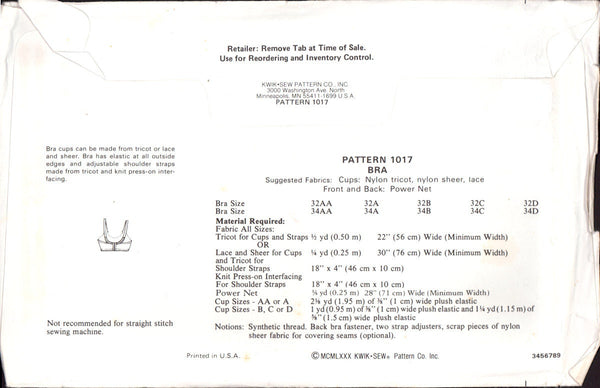 Retailer: Remove Tab at Time of Sale.
Use for Reordering and Inventory Control.
KWIK•SEW PATTERN CO., INC.
3000 Washington Ave. North
Minneapolis, MN 55411-1699 U.S.A.
PATTERN 1017
Bra cups can be made from tricot or lace
and sheer. Bra has elastic at all outside
edges and adjustable shoulder straps
made from tricot and knit press-on inter-
facing.
Not recommended for straight stitch
sewing machine.
PATTERN 1017
BRA
Suggested Fabrics: Cups: Nylon tricot, nylon sheer, lace
Front and Back: Power Net
Bra Size 32AA 32A 32B 32C 32D
Bra Size 34AA 34A 34B 34C 34D
Material Required:
Fabric All Sizes:
Tricot for Cups and Straps ½ yd (0.50 m) 22" (56 cm) Wide (Minimum Width)
OR
Lace and Sheer for Cups ¼ yd (0.25 m) 30" (76 cm) Wide (Minimum Width)
and Tricot for
Shoulder Straps 18" x 4" (46 cm x 10 cm)
Knit Press-on Interfacing
For Shoulder Straps 18" x 4" (46 cm x 10 cm)
Power Net ¼ yd (0.25 m) 28" (71 cm) Wide (Minimum Width)
Cup Sizes - AA or A 2⅛ yd (1.95 m) of ⅜" (1 cm) wide plush elastic
Cup Sizes - B, C or D 1 yd (0.95 m) of ⅜" (1 cm) wide plush elastic and 1¼ yd (1.15 m) of
⅝" (1.5 cm) wide plush elastic
Notions: Synthetic thread. Back bra fastener, two strap adjusters, scrap pieces of nylon
sheer fabric for covering seams (optional).
Printed in U.S.A. © MCMLXXX KWIK•SEW® Pattern Co. Inc. 3456789